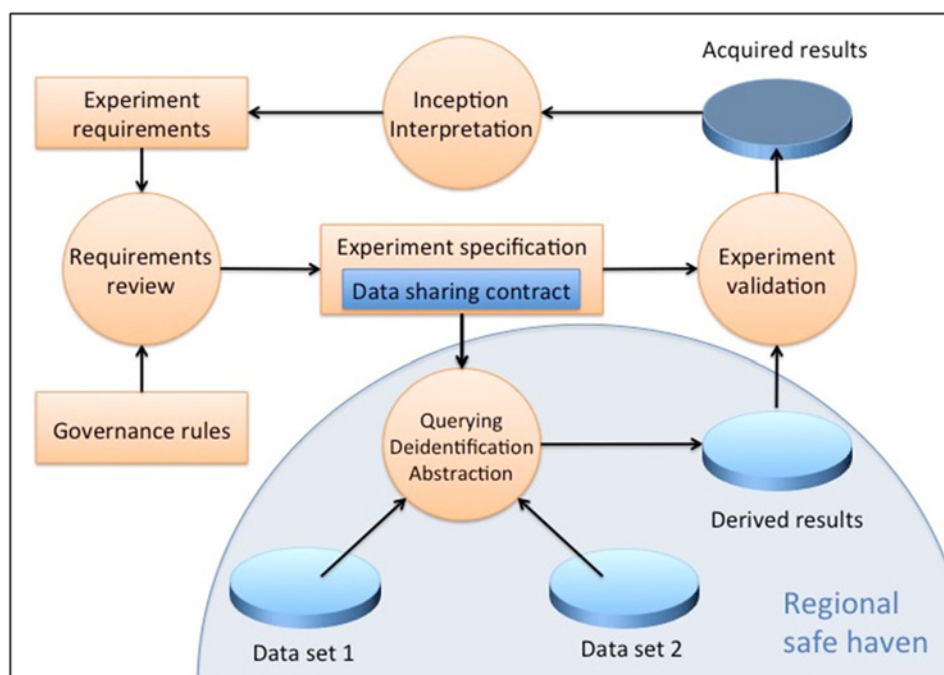 Acquired results
Experiment
requirements
Inception
Interpretation
Requirements
review
Experiment specification
Data sharing contract
Experiment
validation
Governance rules
Querying
Deidentification
Abstraction
Derived results
Data set 1
Data set 2
Regional
safe haven